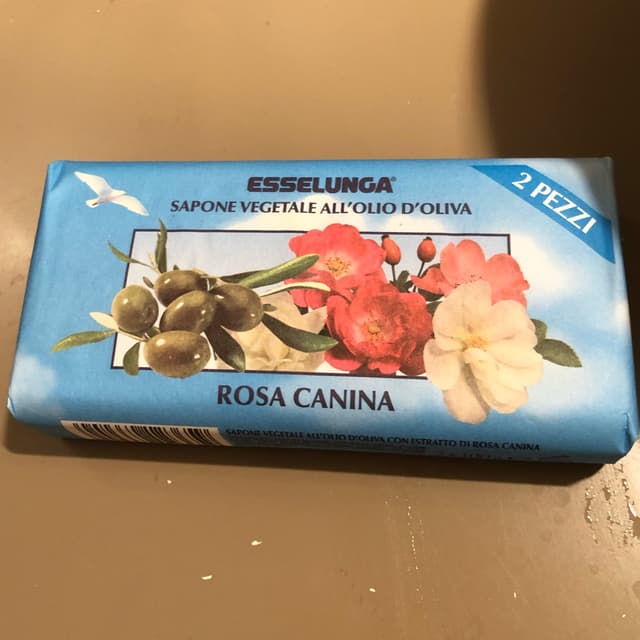 ESSELUNGA®
SAPONE VEGETALE ALL'OLIO D'OLIVA
2 PEZZI
ROSA CANINA
SAPONE VEGETALE ALL'OLIO D'OLIVA CON ESTRATTO DI ROSA CANINA